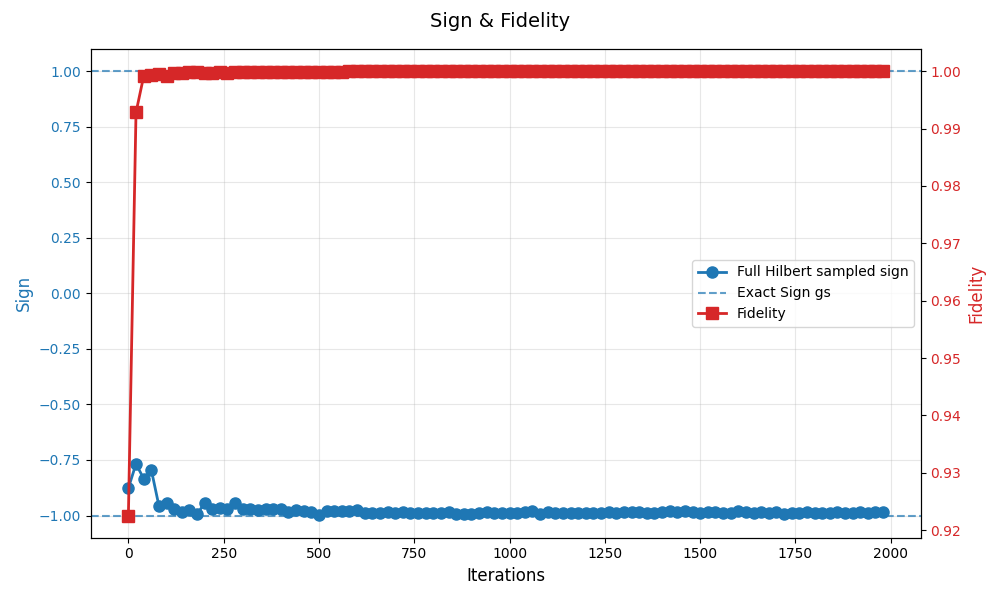 Sign & Fidelity
1.00
0.75
0.50
0.25
0.00
−0.25
−0.50
−0.75
−1.00
Sign
1.00
0.99
0.98
0.97
0.96
0.95
0.94
0.93
0.92
Fidelity
Full Hilbert sampled sign
Exact Sign gs
Fidelity
0 250 500 750 1000 1250 1500 1750 2000
Iterations